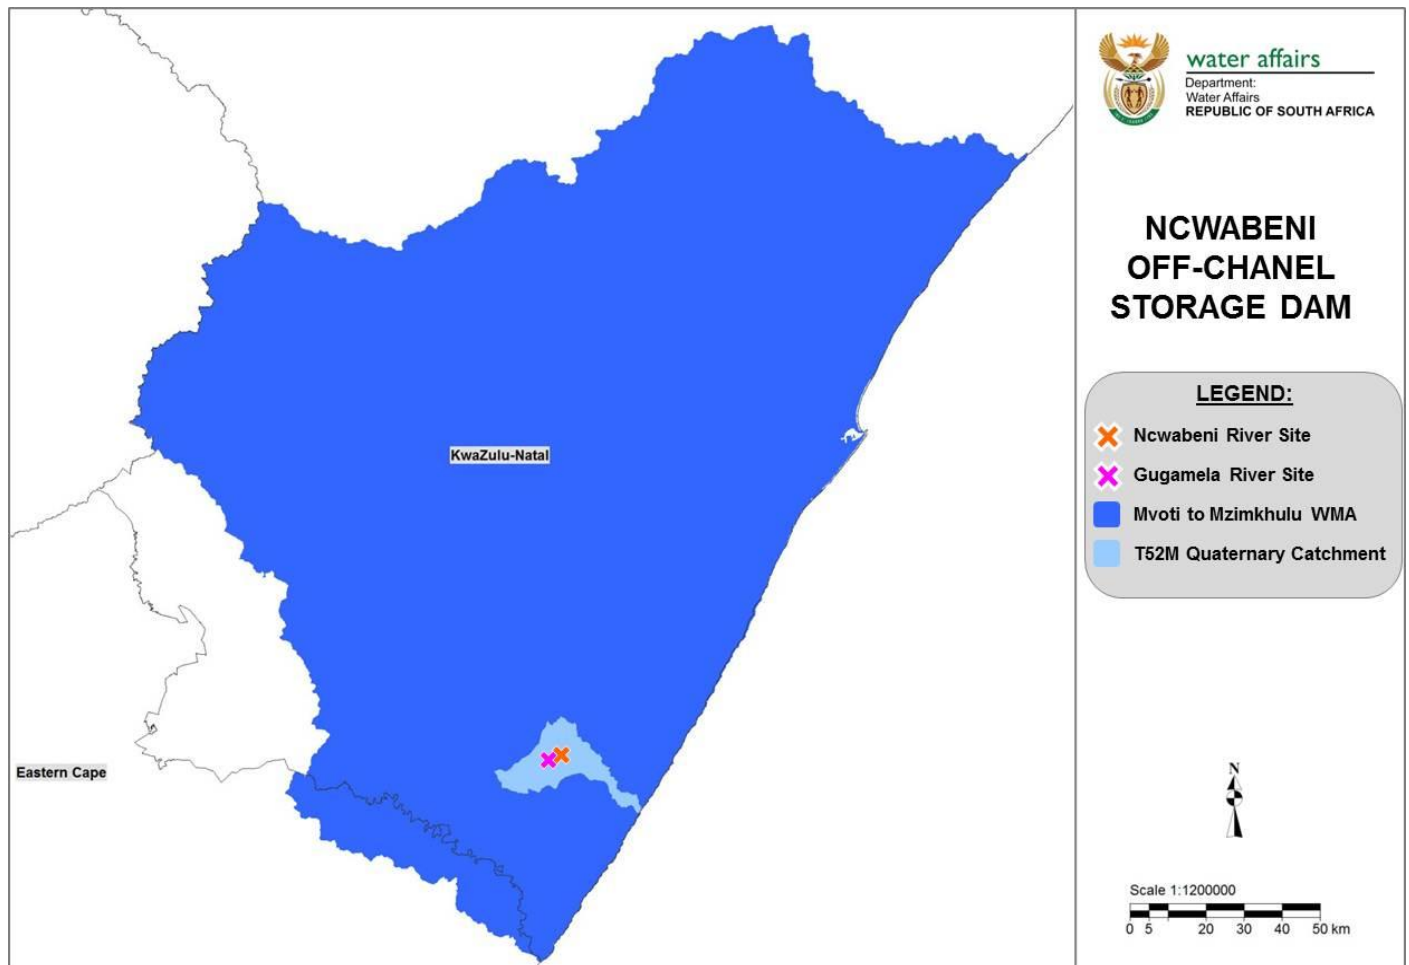 water affairs
Department:
Water Affairs
REPUBLIC OF SOUTH AFRICA
NCWABENI
OFF-CHANEL
STORAGE DAM
LEGEND:
Ncwabeni River Site
Gugamela River Site
Mvoti to Mzimkhulu WMA
T52M Quaternary Catchment
KwaZulu-Natal
Eastern Cape
N
Scale 1:1200000
0 5 20 30 40 50 km